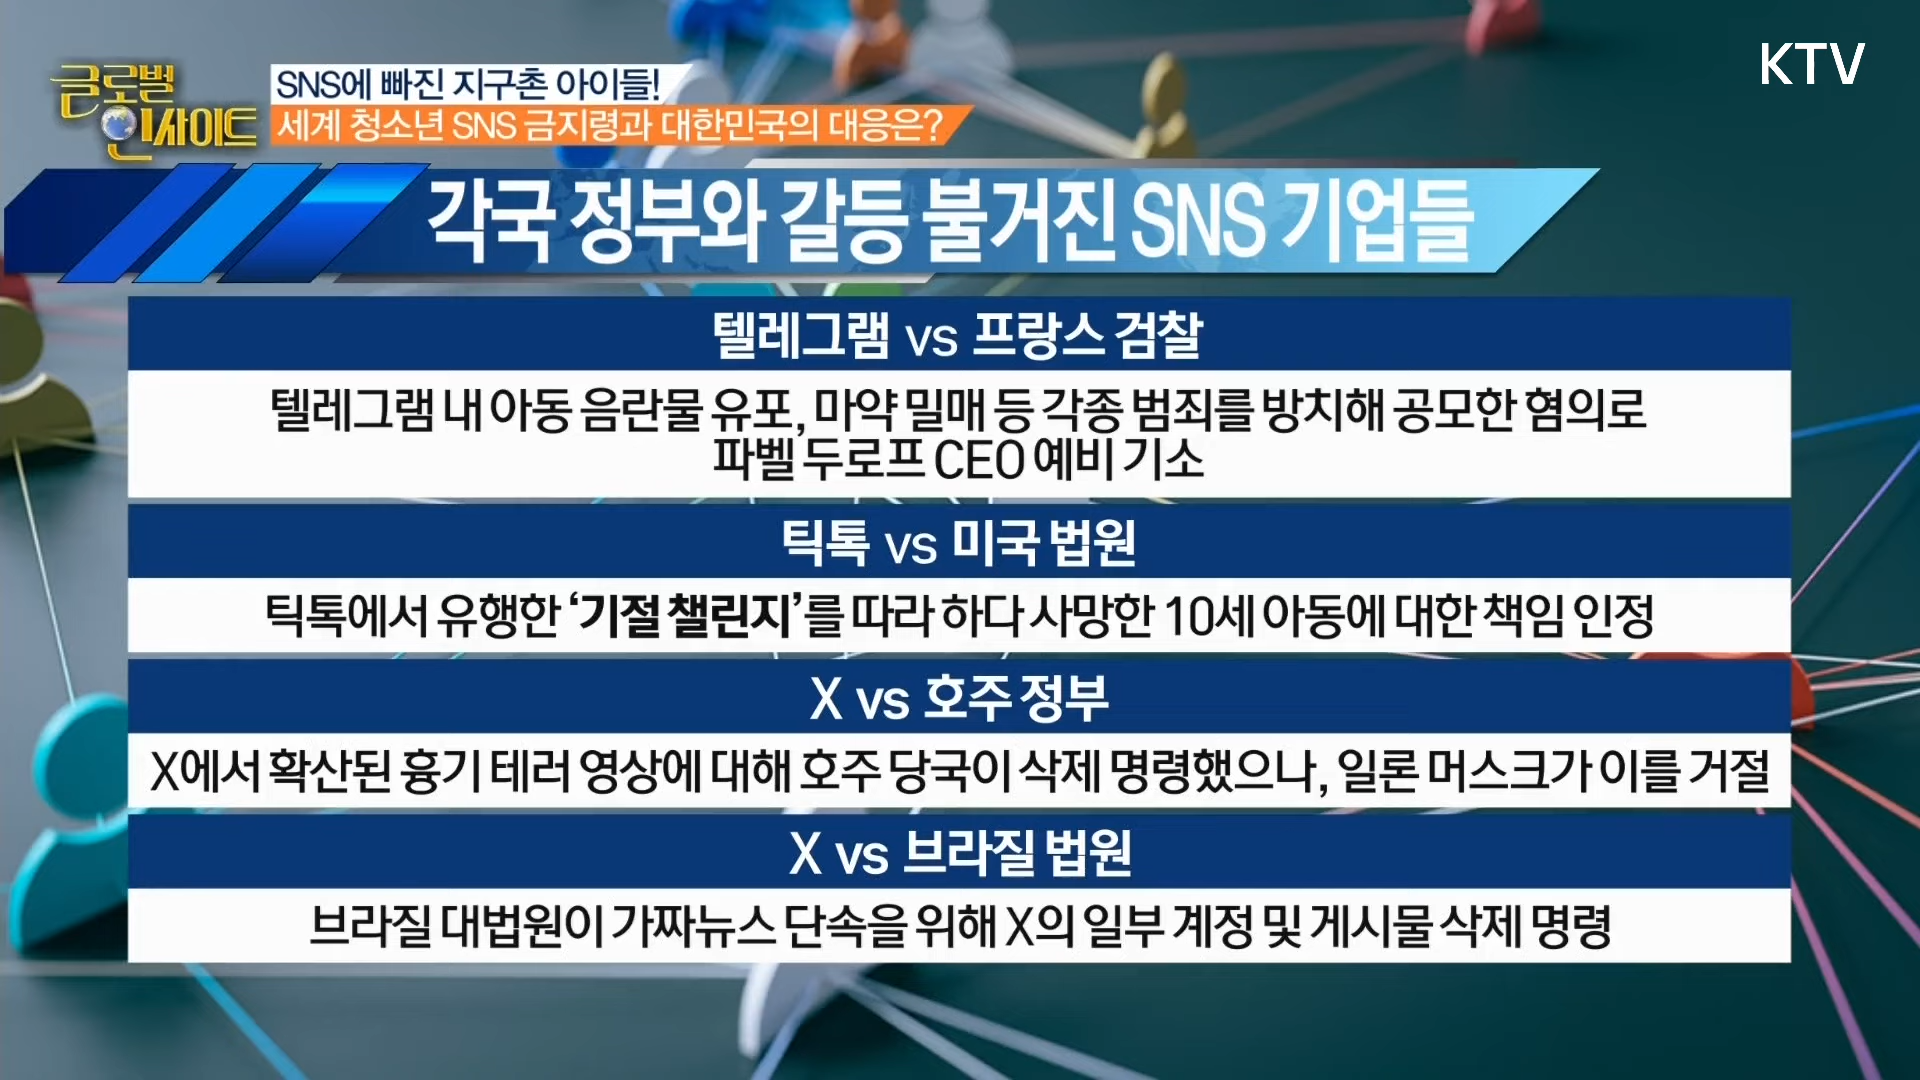 KTV
글로벌
인사이트
SNS에 빠진 지구촌 아이들!
세계 청소년 SNS 금지령과 대한민국의 대응은?
각국 정부와 갈등 불거진 SNS 기업들
텔레그램 vs 프랑스 검찰
텔레그램 내 아동 음란물 유포, 마약 밀매 등 각종 범죄를 방치해 공모한 혐의로
파벨 두로프 CEO 예비 기소
틱톡 vs 미국 법원
틱톡에서 유행한 ‘기절 챌린지’를 따라 하다 사망한 10세 아동에 대한 책임 인정
X vs 호주 정부
X에서 확산된 흉기 테러 영상에 대해 호주 당국이 삭제 명령했으나, 일론 머스크가 이를 거절
X vs 브라질 법원
브라질 대법원이 가짜뉴스 단속을 위해 X의 일부 계정 및 게시물 삭제 명령